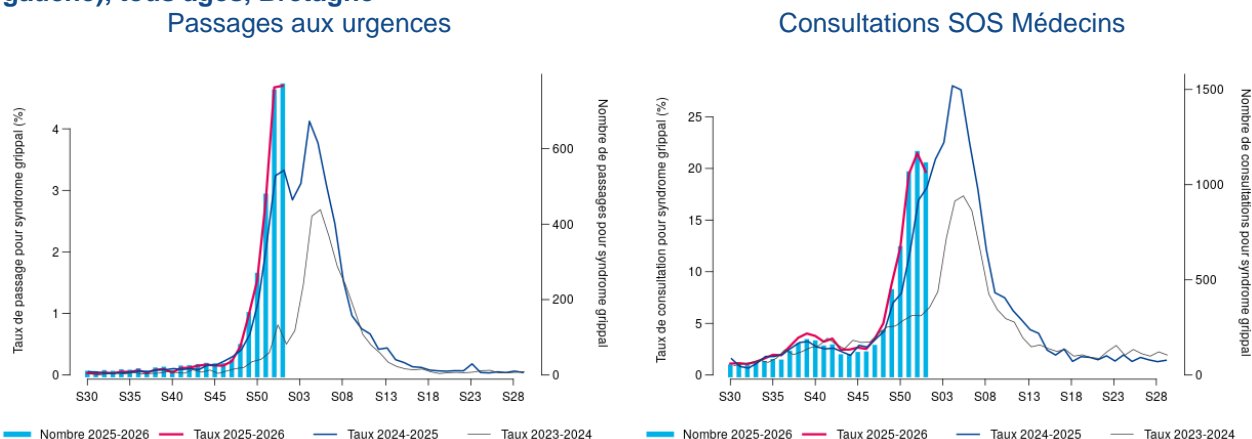 gauche), tous âges, Bretagne
Passages aux urgences
Consultations SOS Médecins
Taux de passage pour syndrome grippal (%)
4
3
2
1
0
600
400
200
0
Nombre de passages pour syndrome grippal
S30 S35 S40 S45 S50 S03 S08 S13 S18 S23 S28
Taux de consultation pour syndrome grippal (%)
25
20
15
10
5
0
1500
1000
500
0
Nombre de consultations pour syndrome grippal
S30 S35 S40 S45 S50 S03 S08 S13 S18 S23 S28
Nombre 2025-2026 Taux 2025-2026 Taux 2024-2025 Taux 2023-2024
Nombre 2025-2026 Taux 2025-2026 Taux 2024-2025 Taux 2023-2024